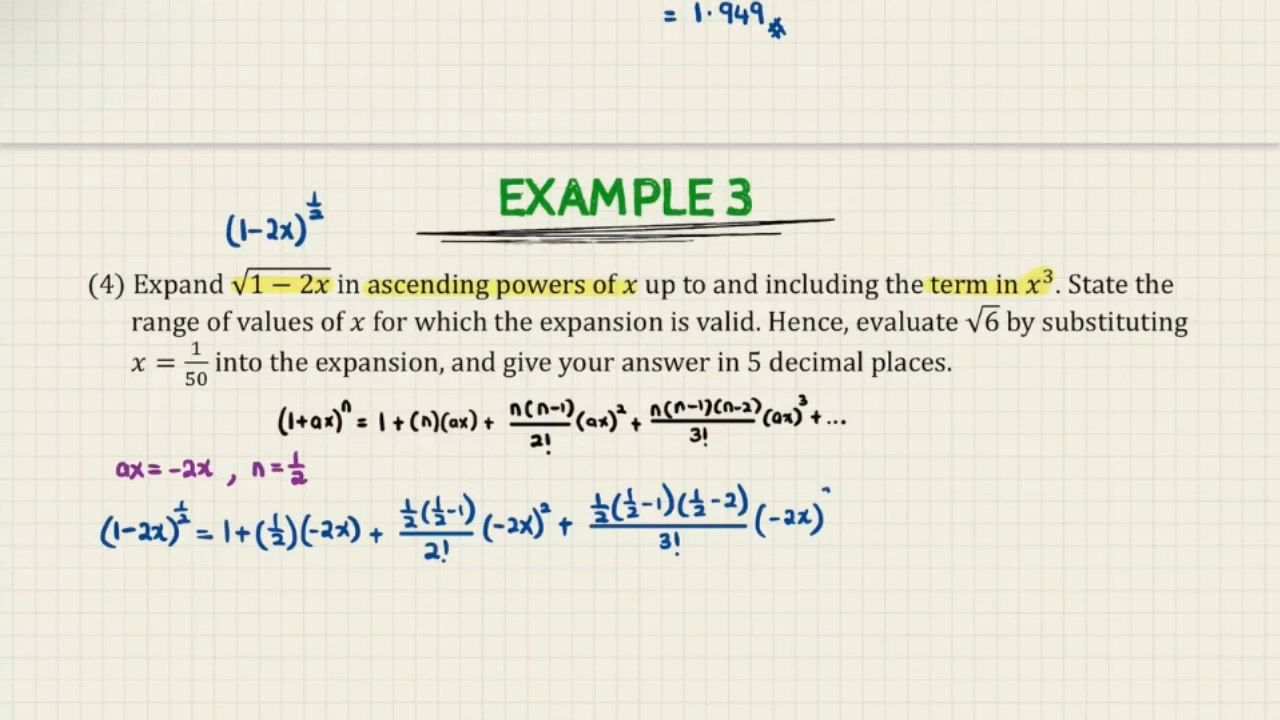 = 1.949
EXAMPLE 3
(1-2x)^½
(4) Expand √(1 − 2x) in ascending powers of x up to and including the term in x³. State the
range of values of x for which the expansion is valid. Hence, evaluate √6 by substituting
x = 1/50 into the expansion, and give your answer in 5 decimal places.
(1+ax)^n = 1 + (n)(ax) + n(n-1)/2! (ax)² + n(n-1)(n-2)/3! (ax)³ + ...
ax = -2x , n = ½
(1-2x)^½ = 1 + (½)(-2x) + ½(½-1)/2! (-2x)² + ½(½-1)(½-2)/3! (-2x)